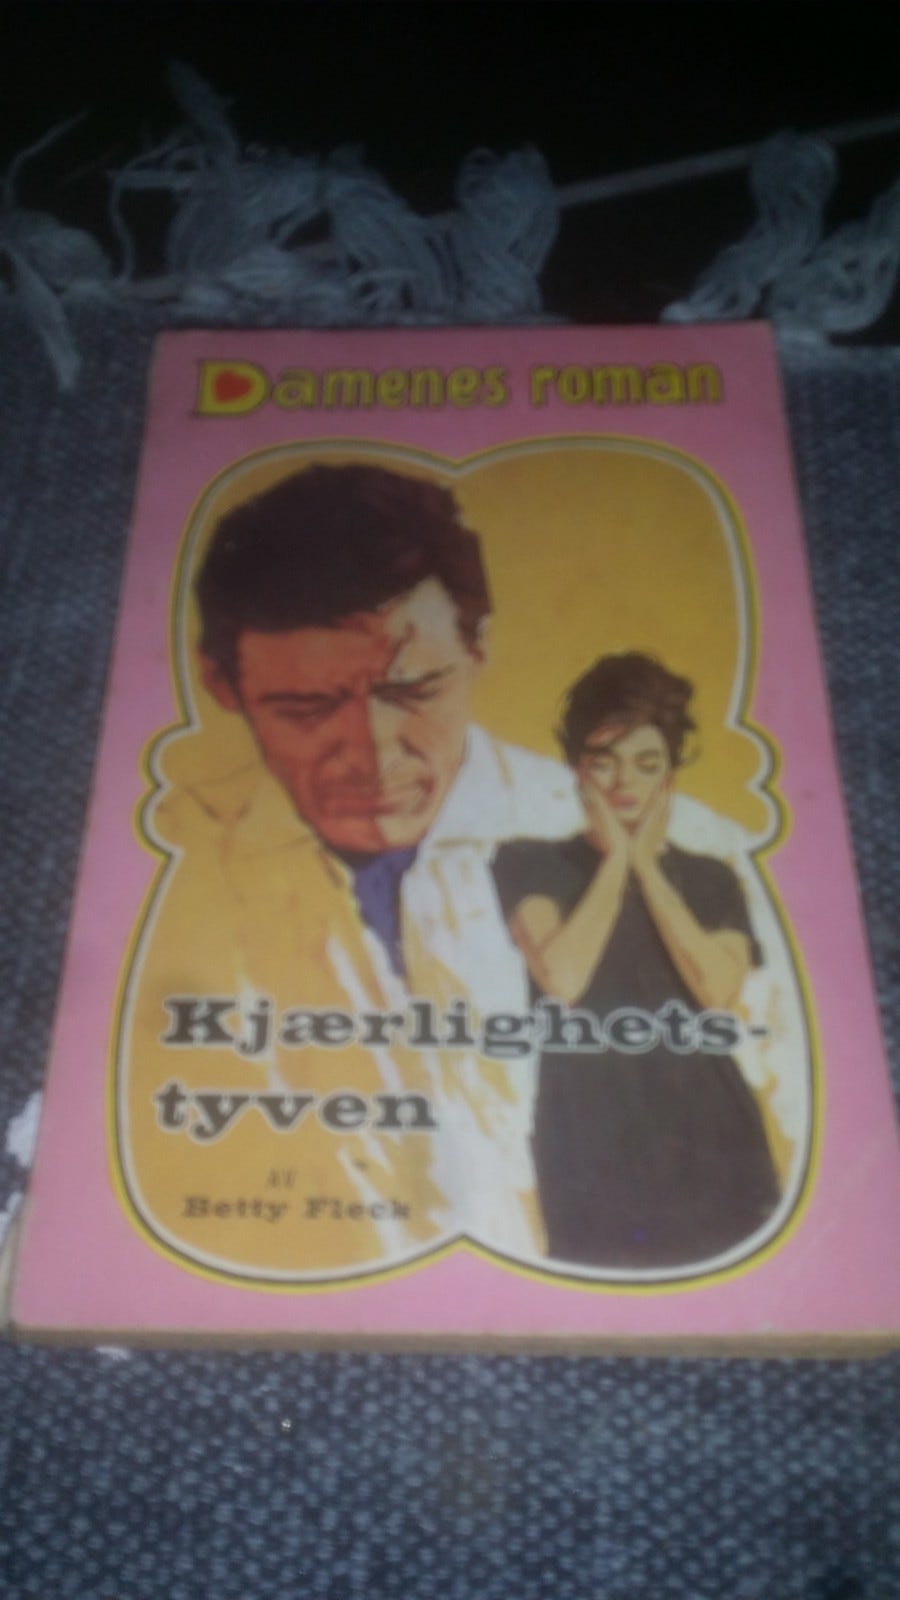 Damenes roman
Kjærlighets-
tyven
AV
Betty Fleck